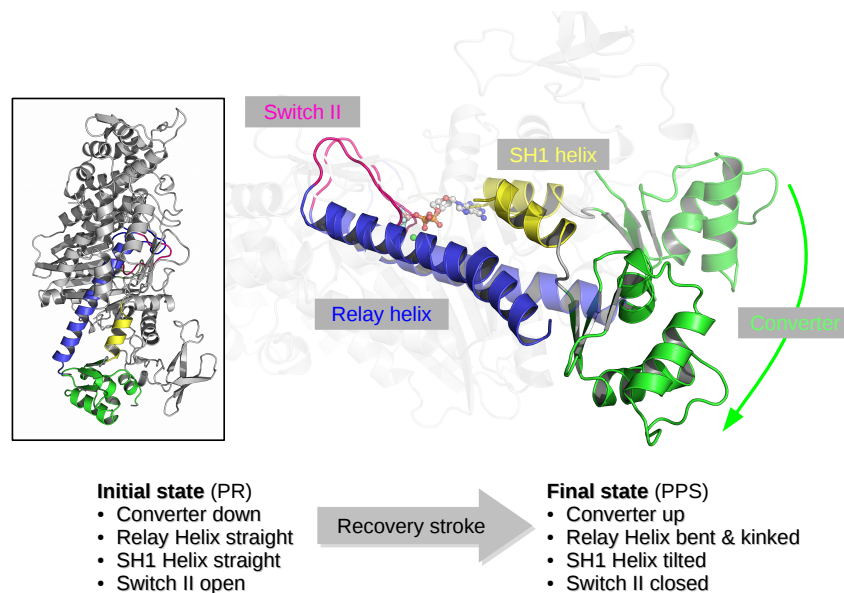 Switch II
SH1 helix
Relay helix
Converter
Initial state (PR)
• Converter down
• Relay Helix straight
• SH1 Helix straight
• Switch II open
Recovery stroke
Final state (PPS)
• Converter up
• Relay Helix bent & kinked
• SH1 Helix tilted
• Switch II closed